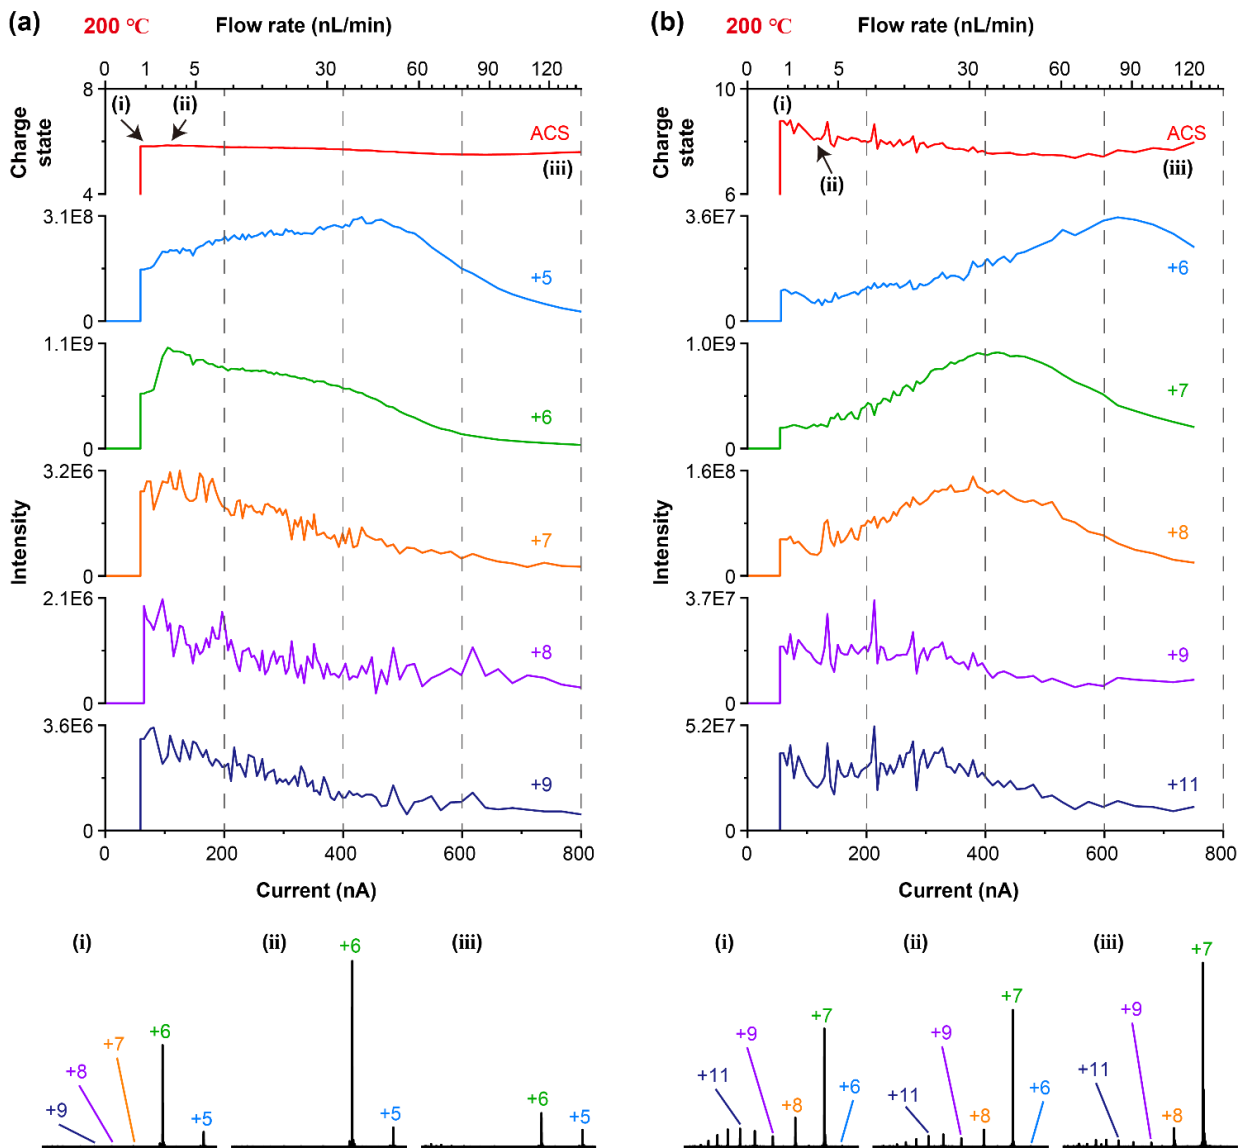 (a) 200 °C Flow rate (nL/min)
0 1 5 30 60 90 120
8
4
Charge state
(i)
(ii)
ACS
(iii)
3.1E8
0
+5
1.1E9
0
+6
Intensity
3.2E6
0
+7
2.1E6
0
+8
3.6E6
0
+9
0 200 400 600 800
Current (nA)
(i) (ii) (iii)
+9
+8
+7
+6
+5
+6
+5
+6
+5
(b) 200 °C Flow rate (nL/min)
0 1 5 30 60 90 120
10
6
Charge state
(i)
(ii)
ACS
(iii)
3.6E7
0
+6
1.0E9
0
+7
Intensity
1.6E8
0
+8
3.7E7
0
+9
5.2E7
0
+11
0 200 400 600 800
Current (nA)
(i) (ii) (iii)
+11
+9
+8
+7
+6
+11
+9
+8
+7
+6
+11
+9
+8
+7